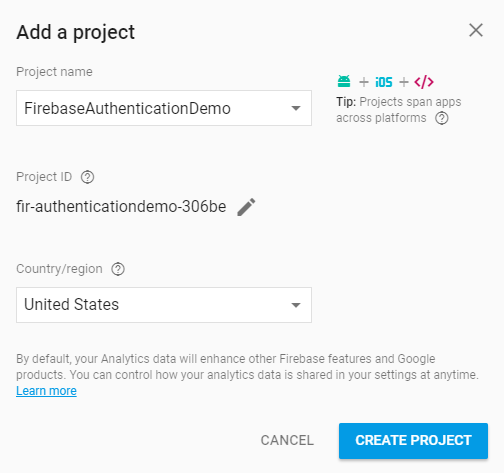 Add a project
Project name
FirebaseAuthenticationDemo
+ iOS + </>
Tip: Projects span apps
across platforms ?
Project ID ?
fir-authenticationdemo-306be
Country/region ?
United States
By default, your Analytics data will enhance other Firebase features and Google
products. You can control how your analytics data is shared in your settings at anytime.
Learn more
CANCEL
CREATE PROJECT